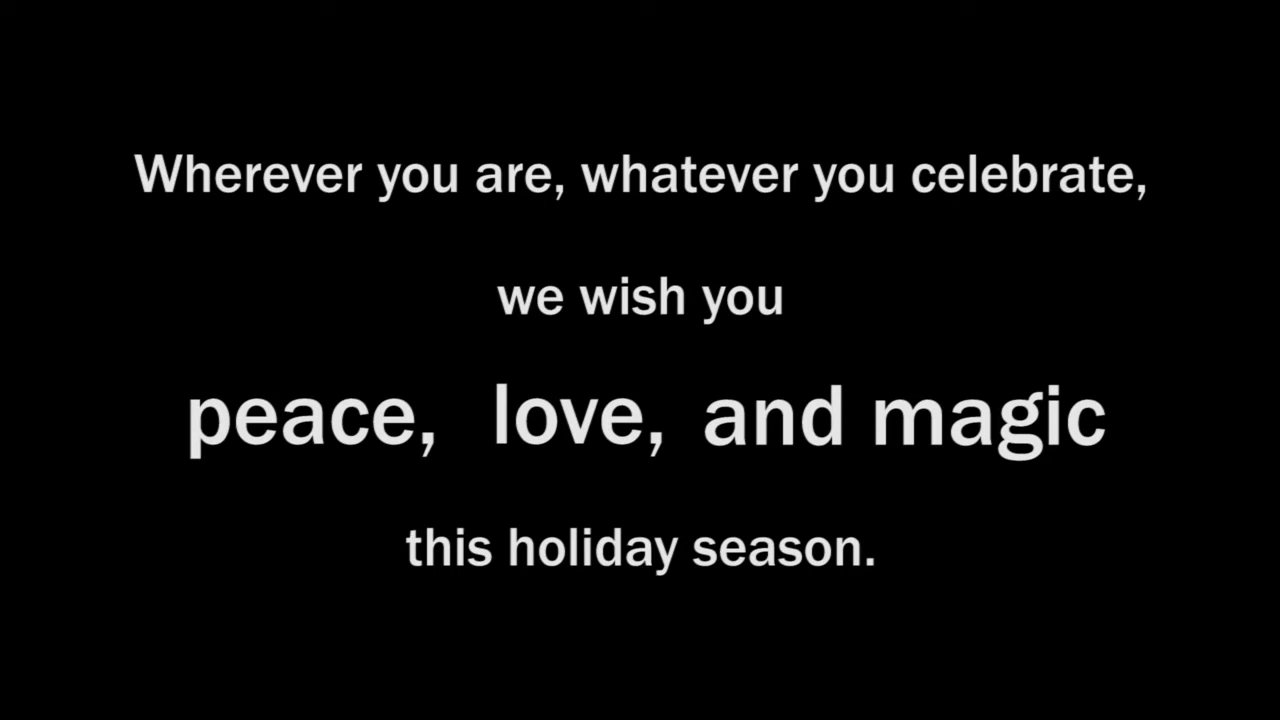 Wherever you are, whatever you celebrate,
we wish you
peace, love, and magic
this holiday season.